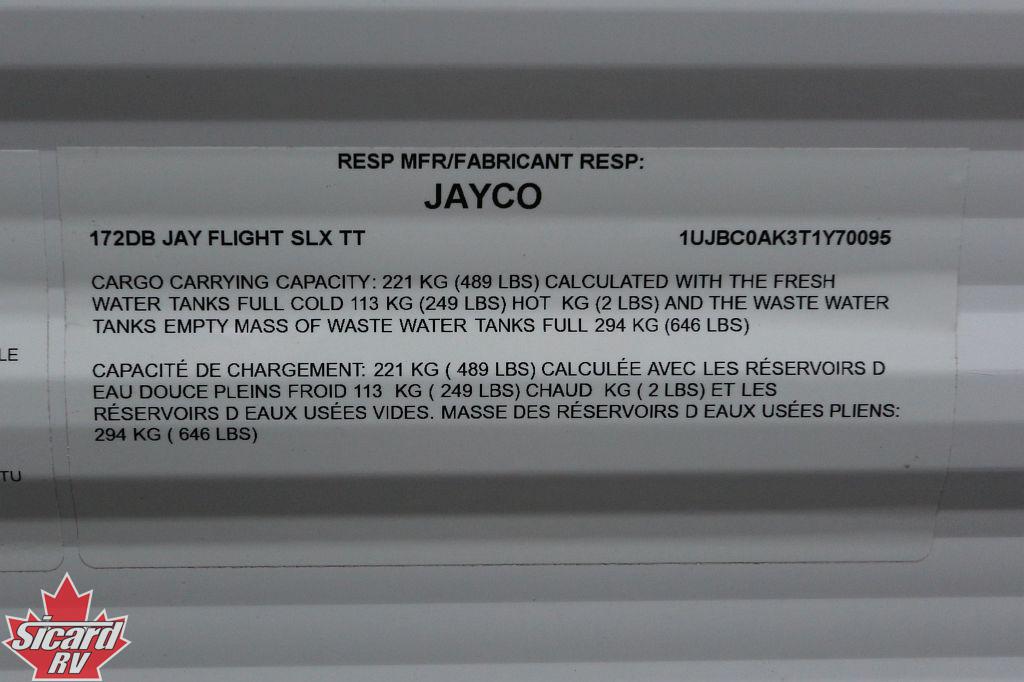 RESP MFR/FABRICANT RESP:
JAYCO
172DB JAY FLIGHT SLX TT 1UJBC0AK3T1Y70095
CARGO CARRYING CAPACITY: 221 KG (489 LBS) CALCULATED WITH THE FRESH
WATER TANKS FULL COLD 113 KG (249 LBS) HOT  KG (2 LBS) AND THE WASTE WATER
TANKS EMPTY MASS OF WASTE WATER TANKS FULL 294 KG (646 LBS)
LE
CAPACITÉ DE CHARGEMENT: 221 KG ( 489 LBS) CALCULÉE AVEC LES RÉSERVOIRS D
EAU DOUCE PLEINS FROID 113  KG ( 249 LBS) CHAUD  KG ( 2 LBS) ET LES
RÉSERVOIRS D EAUX USÉES VIDES. MASSE DES RÉSERVOIRS D EAUX USÉES PLIENS:
294 KG ( 646 LBS)
TU
Sicard
RV